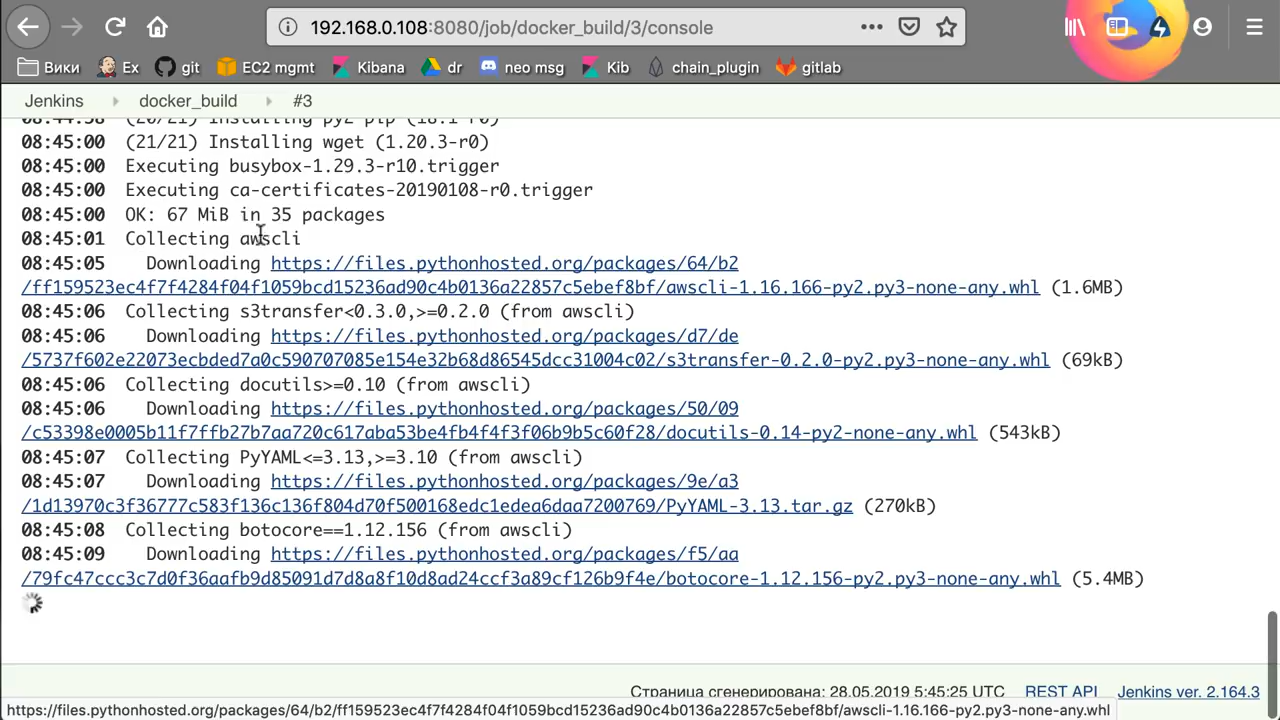 192.168.0.108:8080/job/docker_build/3/console
Вики Ex git EC2 mgmt Kibana dr neo msg Kib chain_plugin gitlab
Jenkins docker_build #3
08:44:58 (20/21) Installing py2-pip (18.1-r0)
08:45:00 (21/21) Installing wget (1.20.3-r0)
08:45:00 Executing busybox-1.29.3-r10.trigger
08:45:00 Executing ca-certificates-20190108-r0.trigger
08:45:00 OK: 67 MiB in 35 packages
08:45:01 Collecting awscli
08:45:05 Downloading https://files.pythonhosted.org/packages/64/b2
/ff159523ec4f7f4284f04f1059bcd15236ad90c4b0136a22857c5ebef8bf/awscli-1.16.166-py2.py3-none-any.whl (1.6MB)
08:45:06 Collecting s3transfer<0.3.0,>=0.2.0 (from awscli)
08:45:06 Downloading https://files.pythonhosted.org/packages/d7/de
/5737f602e22073ecbded7a0c590707085e154e32b68d86545dcc31004c02/s3transfer-0.2.0-py2.py3-none-any.whl (69kB)
08:45:06 Collecting docutils>=0.10 (from awscli)
08:45:06 Downloading https://files.pythonhosted.org/packages/50/09
/c53398e0005b11f7ffb27b7aa720c617aba53be4fb4f4f3f06b9b5c60f28/docutils-0.14-py2-none-any.whl (543kB)
08:45:07 Collecting PyYAML<=3.13,>=3.10 (from awscli)
08:45:07 Downloading https://files.pythonhosted.org/packages/9e/a3
/1d13970c3f36777c583f136c136f804d70f500168edc1edea6daa7200769/PyYAML-3.13.tar.gz (270kB)
08:45:08 Collecting botocore==1.12.156 (from awscli)
08:45:09 Downloading https://files.pythonhosted.org/packages/f5/aa
/79fc47ccc3c7d0f36aafb9d85091d7d8a8f10d8ad24ccf3a89cf126b9f4e/botocore-1.12.156-py2.py3-none-any.whl (5.4MB)
Страница сгенерирована: 28.05.2019 5:45:25 UTC REST API Jenkins ver. 2.164.3
https://files.pythonhosted.org/packages/64/b2/ff159523ec4f7f4284f04f1059bcd15236ad90c4b0136a22857c5ebef8bf/awscli-1.16.166-py2.py3-none-any.whl